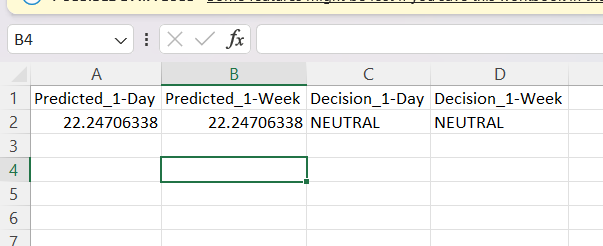 B4 fx
A B C D
1 Predicted_1-Day Predicted_1-Week Decision_1-Day Decision_1-Week
2 22.24706338 22.24706338 NEUTRAL NEUTRAL
3
4
5
6
7